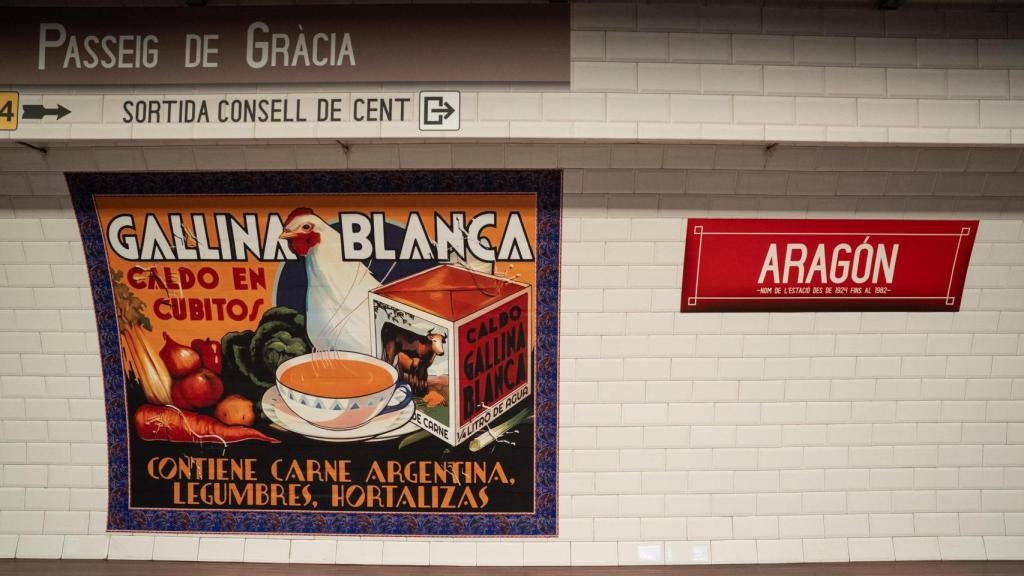 PASSEIG DE GRÀCIA
4
SORTIDA CONSELL DE CENT
GALLINA BLANCA
CALDO EN
CUBITOS
CALDO
GALLINA
BLANCA
DE CARNE
¼ LITRO DE AGUA
CONTIENE CARNE ARGENTINA,
LEGUMBRES, HORTALIZAS
ARAGÓN
-NOM DE L'ESTACIÓ DES DE 1924 FINS AL 1982-